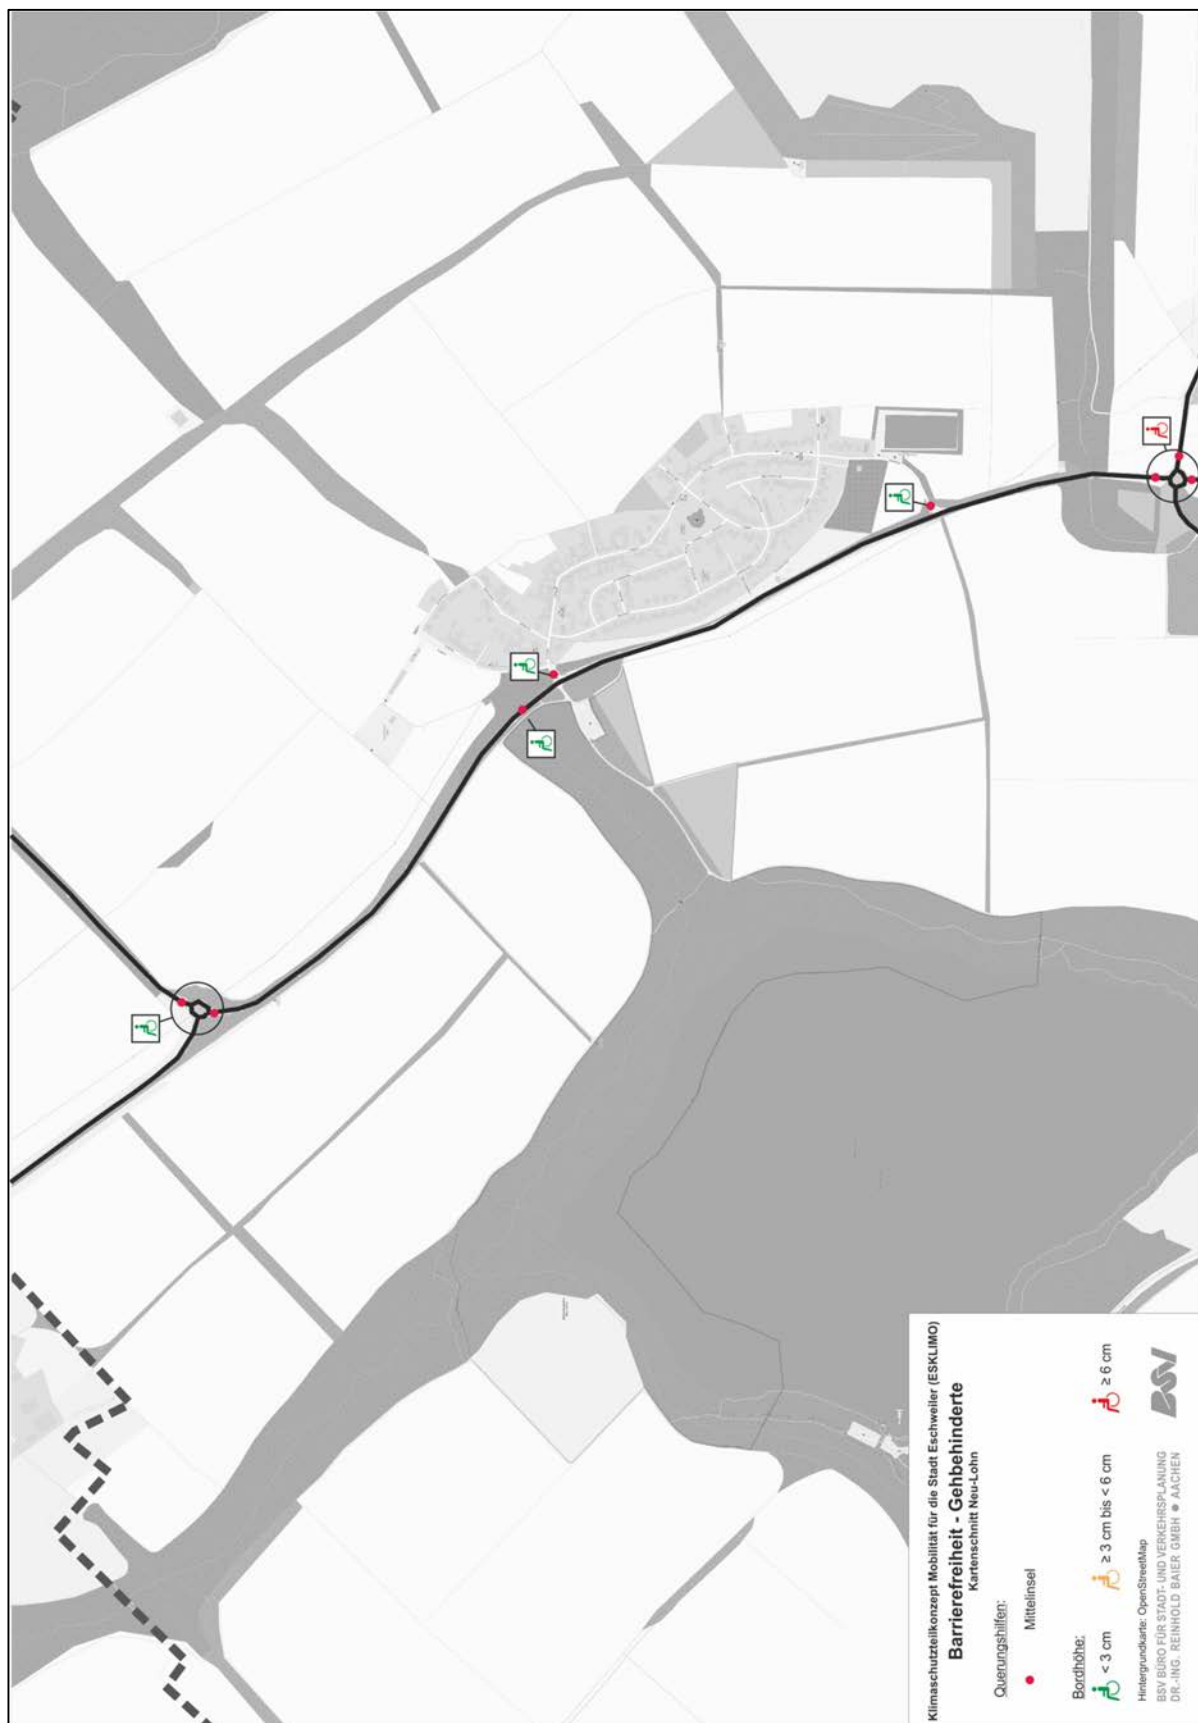 Klimaschutzteilkonzept Mobilität für die Stadt Eschweiler (ESKLIMO)
Barrierefreiheit - Gehbehinderte
Kartenschnitt Neu-Lohn
Querungshilfen:
Mittelinsel
Bordhöhe:
< 3 cm
≥ 3 cm bis < 6 cm
≥ 6 cm
Hintergrundkarte: OpenStreetMap
BSV BÜRO FÜR STADT- UND VERKEHRSPLANUNG
DR.-ING. REINHOLD BAIER GMBH ● AACHEN
BSV